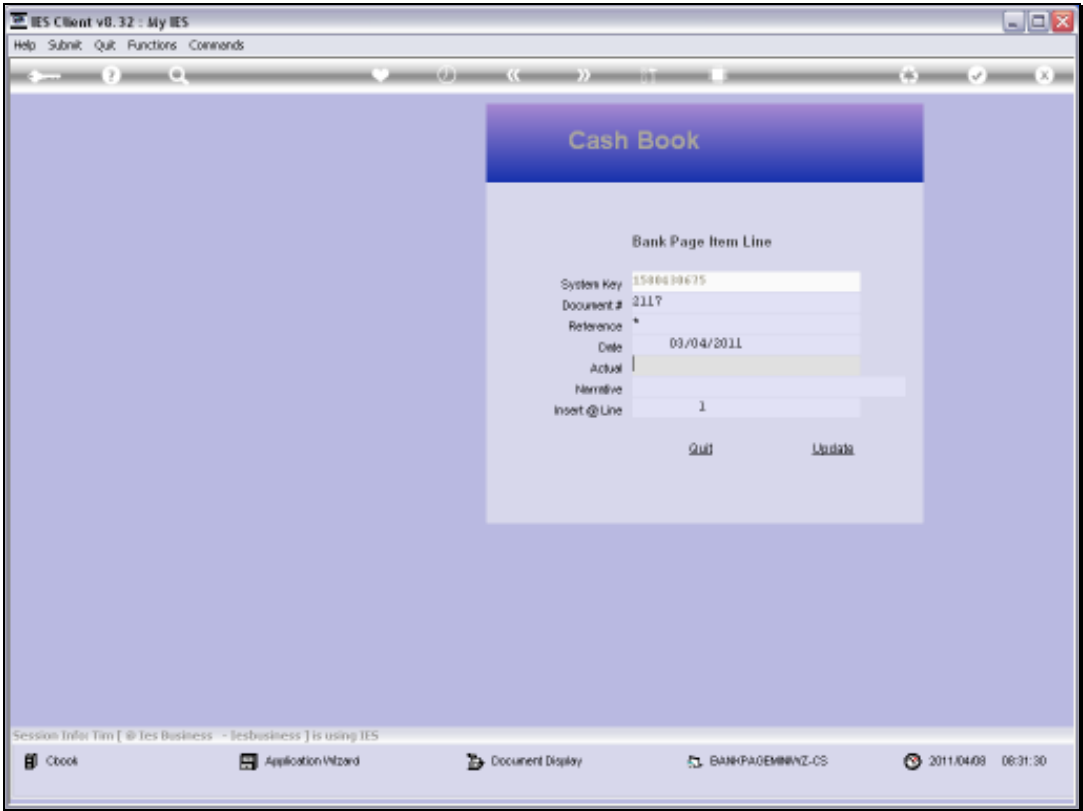 IES Client v8.32 : My IES
Help Submit Quit Functions Commands
Cash Book
Bank Page Item Line
System Key 1580430675
Document # 2117
Reference *
Date 03/04/2011
Actual
Narrative
Insert @ Line 1
Quit Update
Session Info: Tim [ @ Ies Business - Iesbusiness ] is using IES
Cbook Application Wizard Document Display BANKPAGEMINIWIZ-CS 2011/04/08 08:31:30